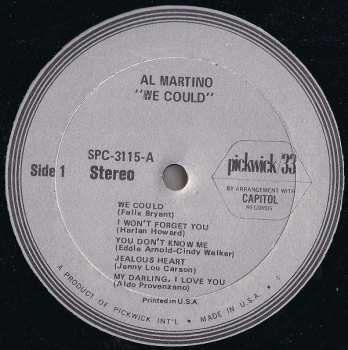 AL MARTINO
"WE COULD"
SPC-3115-A
Side 1 Stereo
pickwick/33
BY ARRANGEMENT WITH
CAPITOL
RECORDS
WE COULD
(Felix Bryant)
I WON'T FORGET YOU
(Harlan Howard)
YOU DON'T KNOW ME
(Eddie Arnold-Cindy Walker)
JEALOUS HEART
(Jenny Lou Carson)
MY DARLING, I LOVE YOU
(Aldo Provenzano)
Printed in U.S.A.
A PRODUCT OF PICKWICK INT'L. • MADE IN U.S.A. •